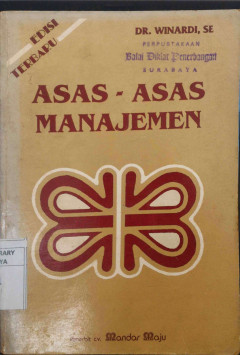 EDISI
TERBARU
DR. WINARDI, SE
PERPUSTAKAAN
Balai Diklat Penerbangan
SURABAYA
ASAS - ASAS
MANAJEMEN
Mandar Maju